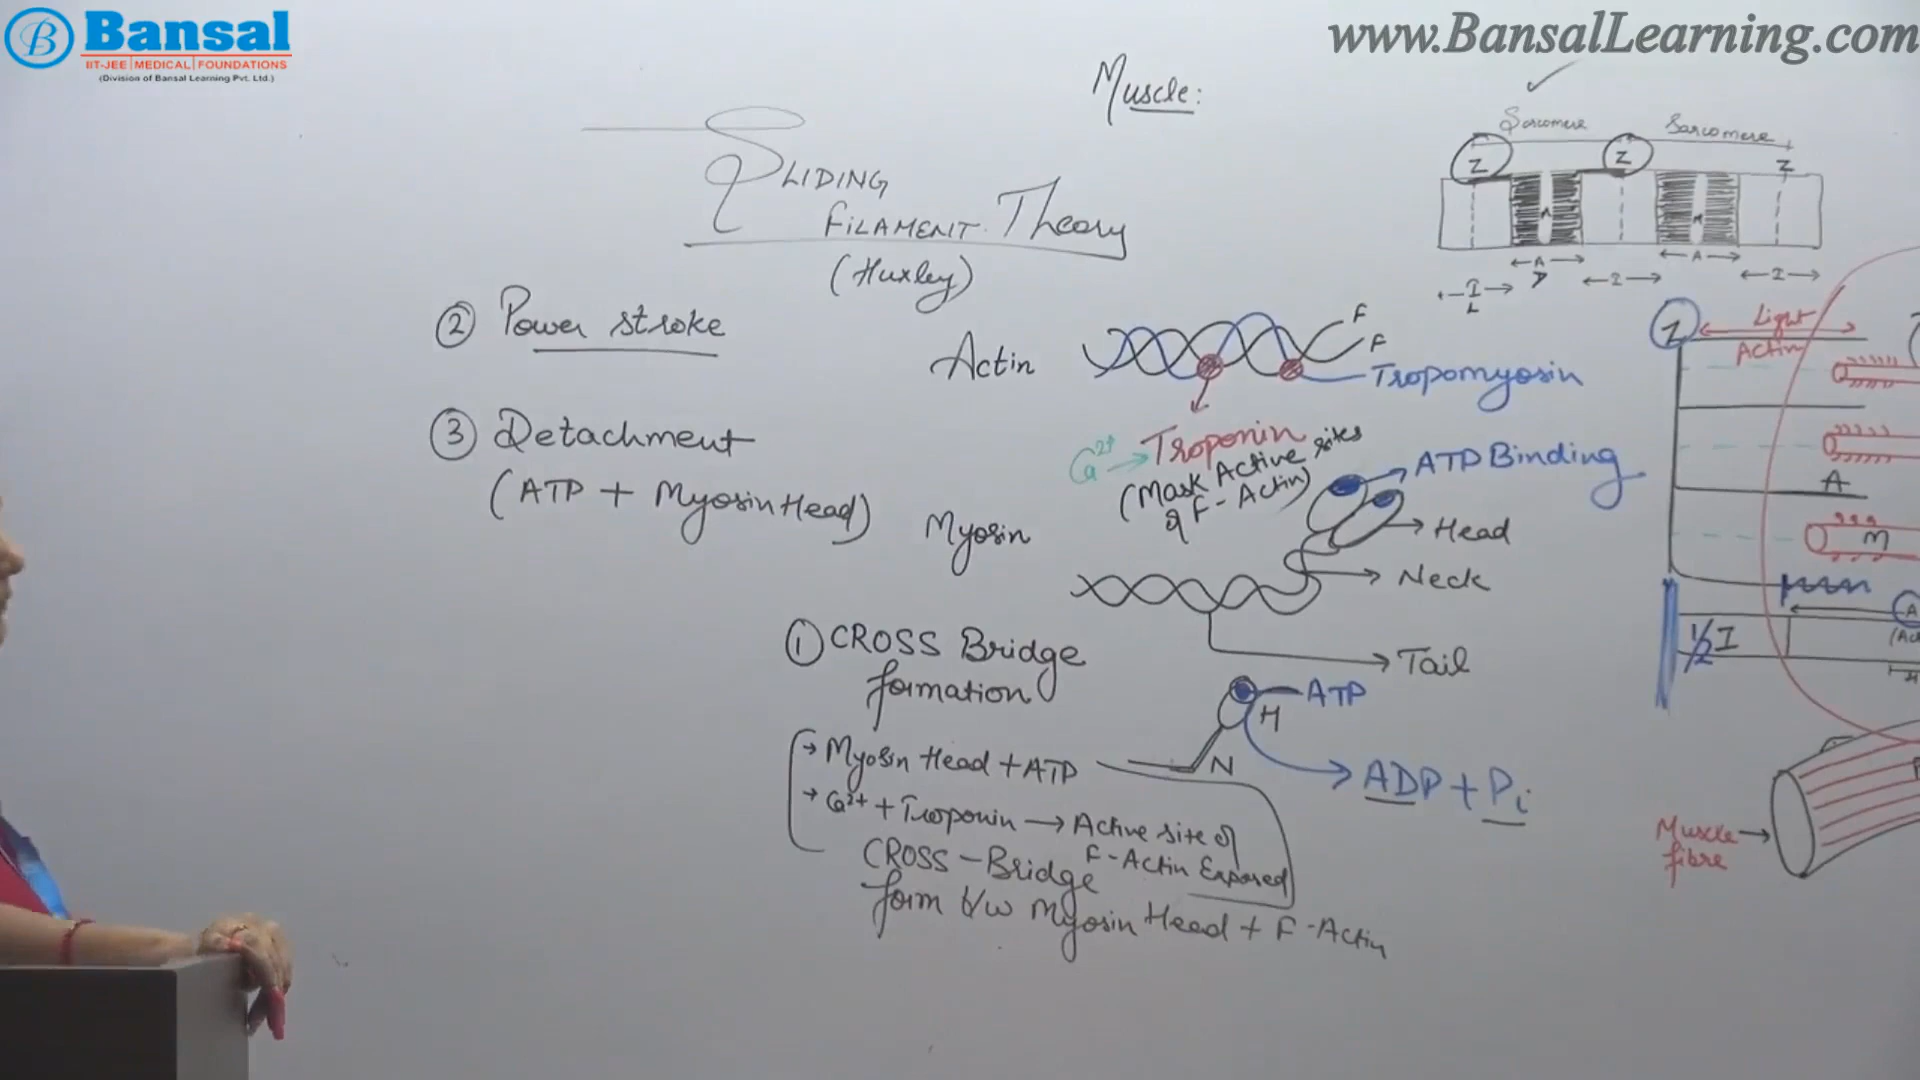 Bansal
IIT-JEE | MEDICAL | FOUNDATIONS
(Division of Bansal Learning Pvt. Ltd.)
www.BansalLearning.com
Muscle:
SLIDING
FILAMENT Theory
(Huxley)
② Power stroke
③ Detachment
(ATP + Myosin Head)
Actin
F
F
Tropomyosin
Ca2+ → Troponin
(Mask Active sites
of F-Actin)
ATP Binding
Myosin
Head
Neck
Tail
① CROSS Bridge
formation
ATP
H
N
ADP + Pi
→ Myosin Head + ATP
→ Ca2+ + Troponin → Active site of
F-Actin Exposed
CROSS-Bridge
form b/w Myosin Head + F-Actin
Sarcomere
Sarcomere
Z
Z
Z
A
D
I
L
I
A
I
Z
Light
Actin
A
M
1/2 I
A
Muscle
fibre